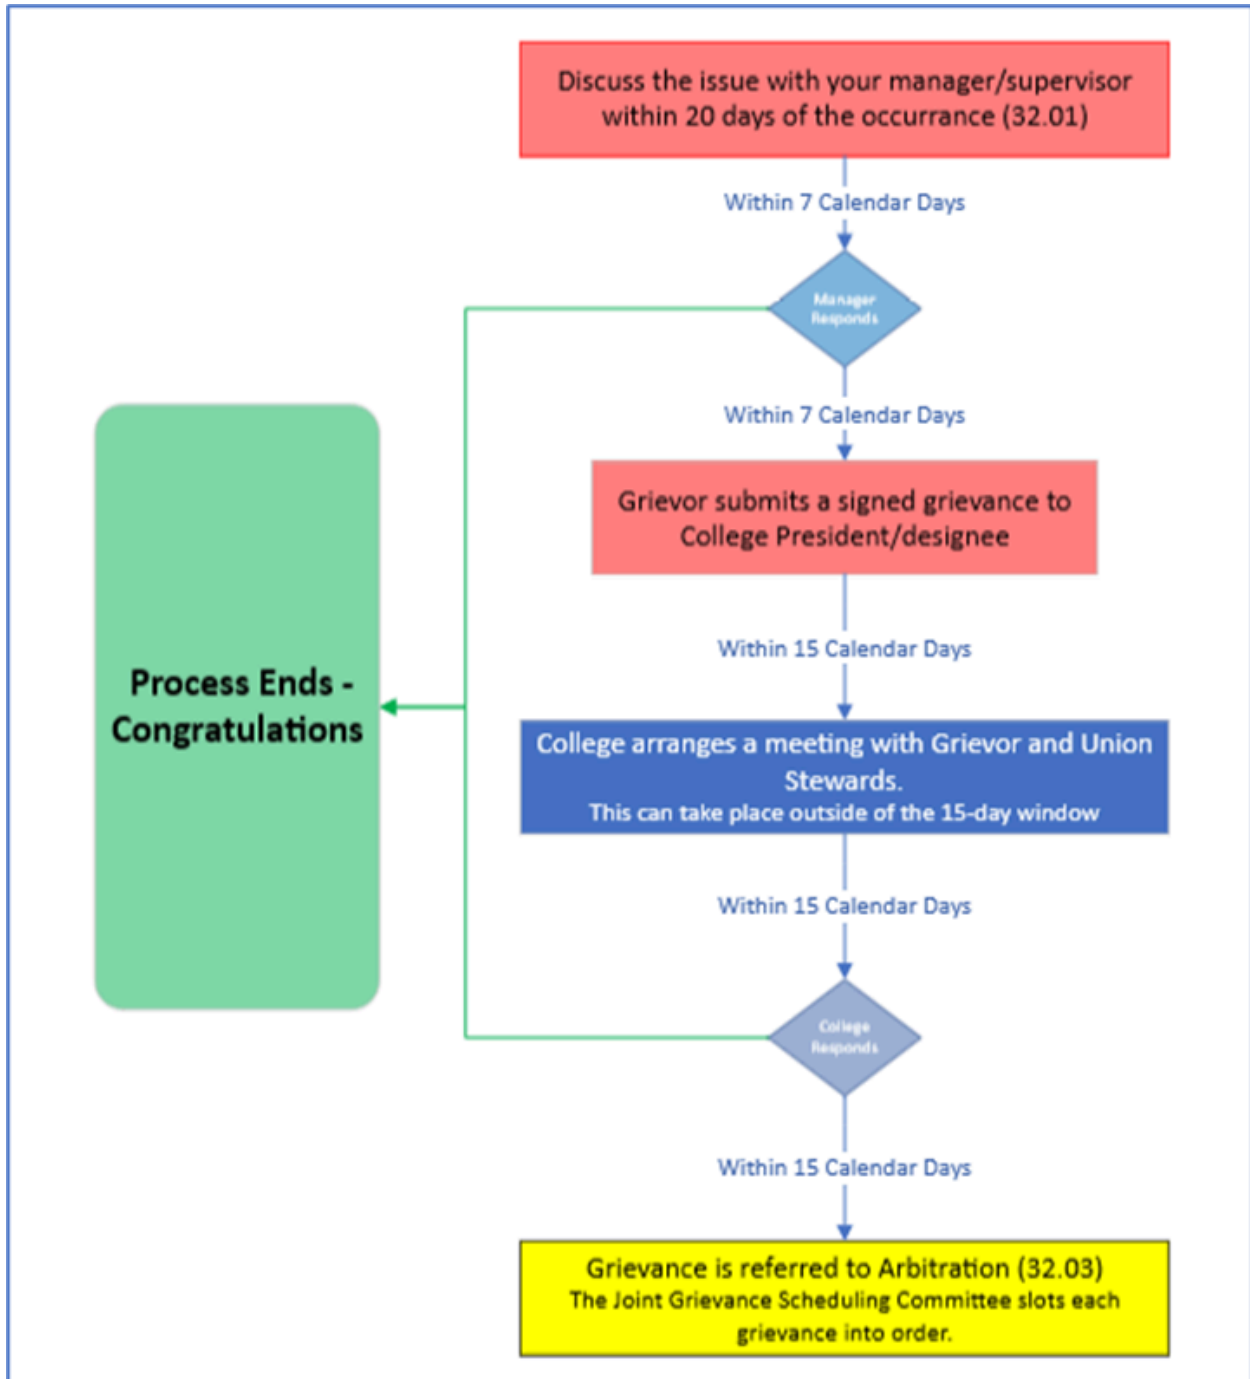 Discuss the issue with your manager/supervisor
within 20 days of the occurrance (32.01)
Within 7 Calendar Days
Manager
Responds
Within 7 Calendar Days
Grievor submits a signed grievance to
College President/designee
Within 15 Calendar Days
Process Ends -
Congratulations
College arranges a meeting with Grievor and Union
Stewards.
This can take place outside of the 15-day window
Within 15 Calendar Days
College
Responds
Within 15 Calendar Days
Grievance is referred to Arbitration (32.03)
The Joint Grievance Scheduling Committee slots each
grievance into order.